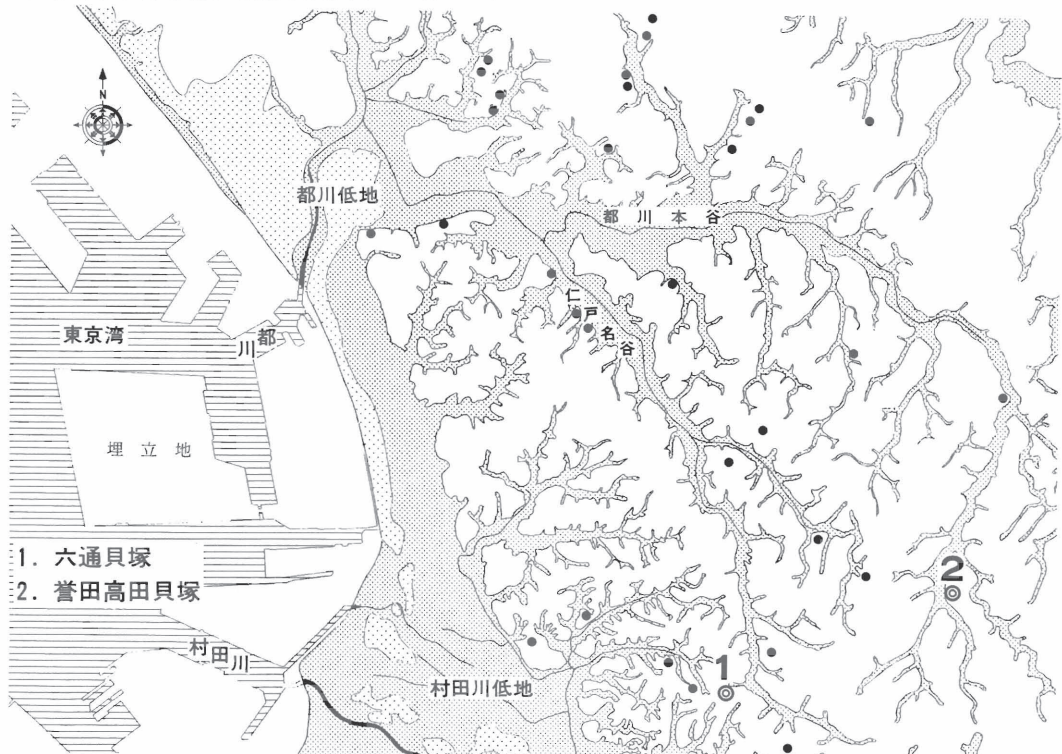 N
都川低地
都川本谷
仁戸名谷
東京湾
都川
埋立地
1. 六通貝塚
2. 誉田高田貝塚
村田川
村田川低地
1
2